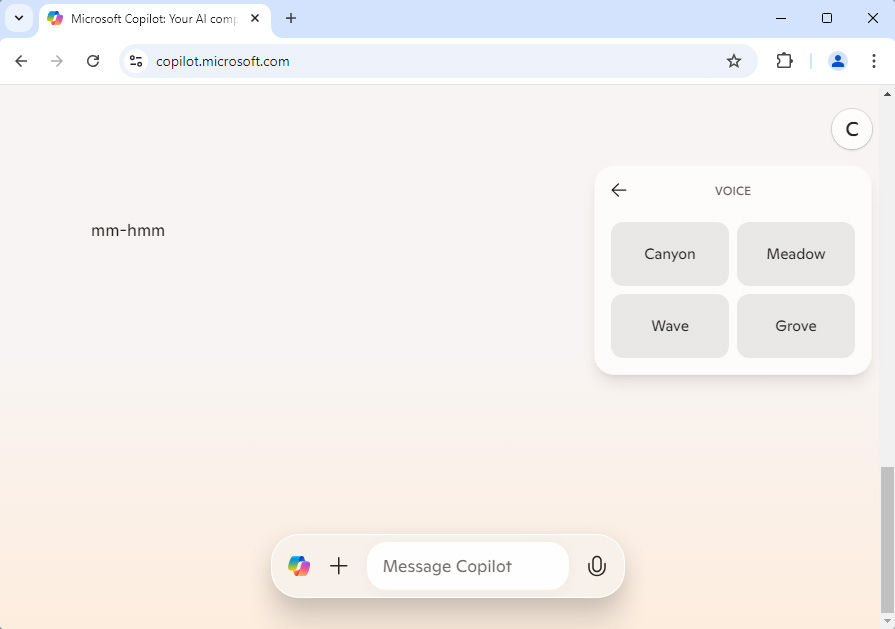 Microsoft Copilot: Your AI comp
copilot.microsoft.com
C
VOICE
mm-hmm
Canyon
Meadow
Wave
Grove
Message Copilot